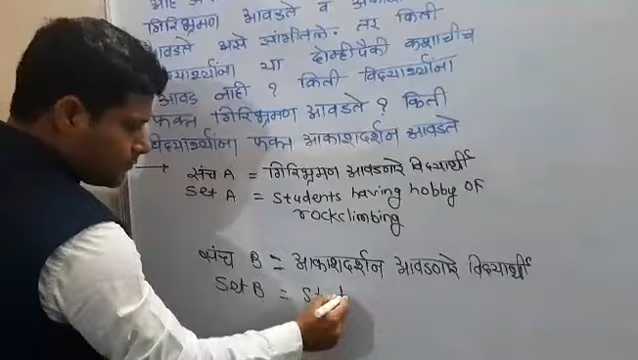 गिरिभ्रमण आवडते व
आवडते असे सांगीतले. तर किती
विद्यार्थ्यांना या दोन्हीपैकी कशाचीच
आवड नाही ? किती विद्यार्थ्यांना
फक्त गिरिभ्रमण आवडते ? किती
विद्यार्थ्यांना फक्त आकाशदर्शन आवडते
→ संच A = गिरिभ्रमण आवडणारे विद्यार्थी
Set A = Students having hobby of
rockclimbing.
संच B = आकाशदर्शन आवडणारे विद्यार्थी
Set B = St